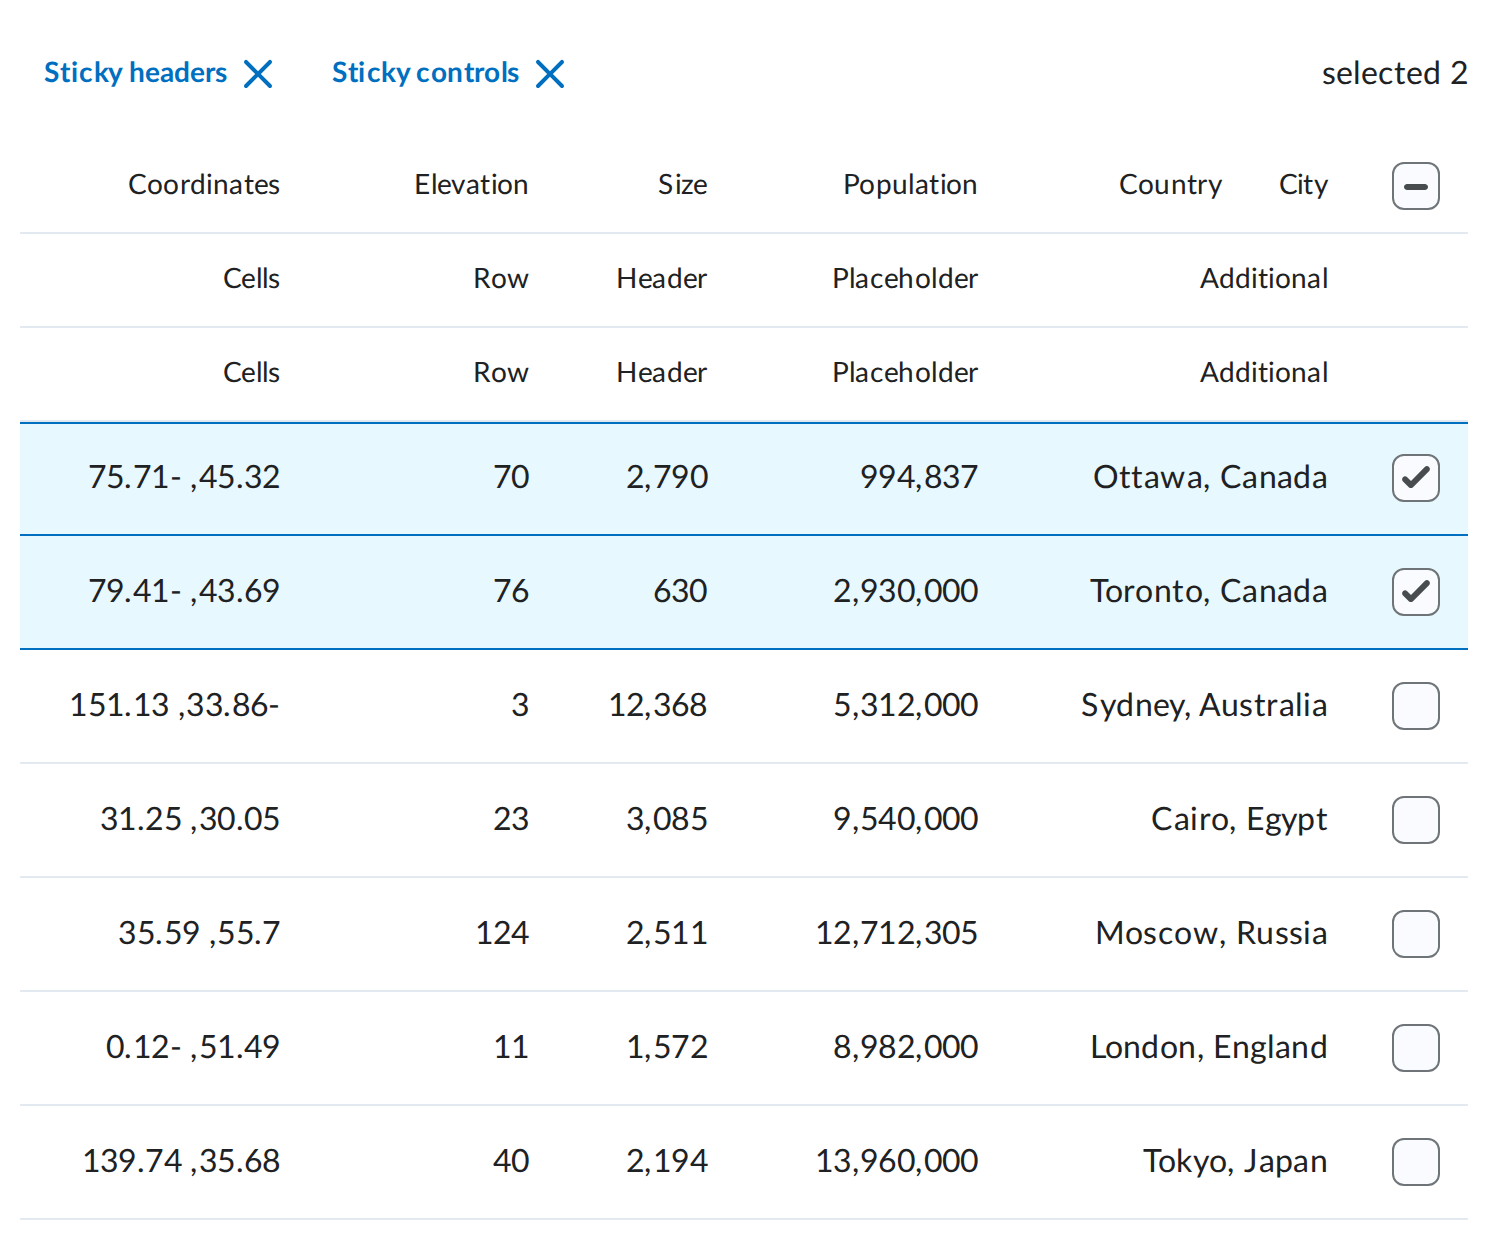 Sticky headers Sticky controls selected 2
Coordinates Elevation Size Population Country City
Cells Row Header Placeholder Additional
Cells Row Header Placeholder Additional
75.71- ,45.32 70 2,790 994,837 Ottawa, Canada
79.41- ,43.69 76 630 2,930,000 Toronto, Canada
151.13 ,33.86- 3 12,368 5,312,000 Sydney, Australia
31.25 ,30.05 23 3,085 9,540,000 Cairo, Egypt
35.59 ,55.7 124 2,511 12,712,305 Moscow, Russia
0.12- ,51.49 11 1,572 8,982,000 London, England
139.74 ,35.68 40 2,194 13,960,000 Tokyo, Japan